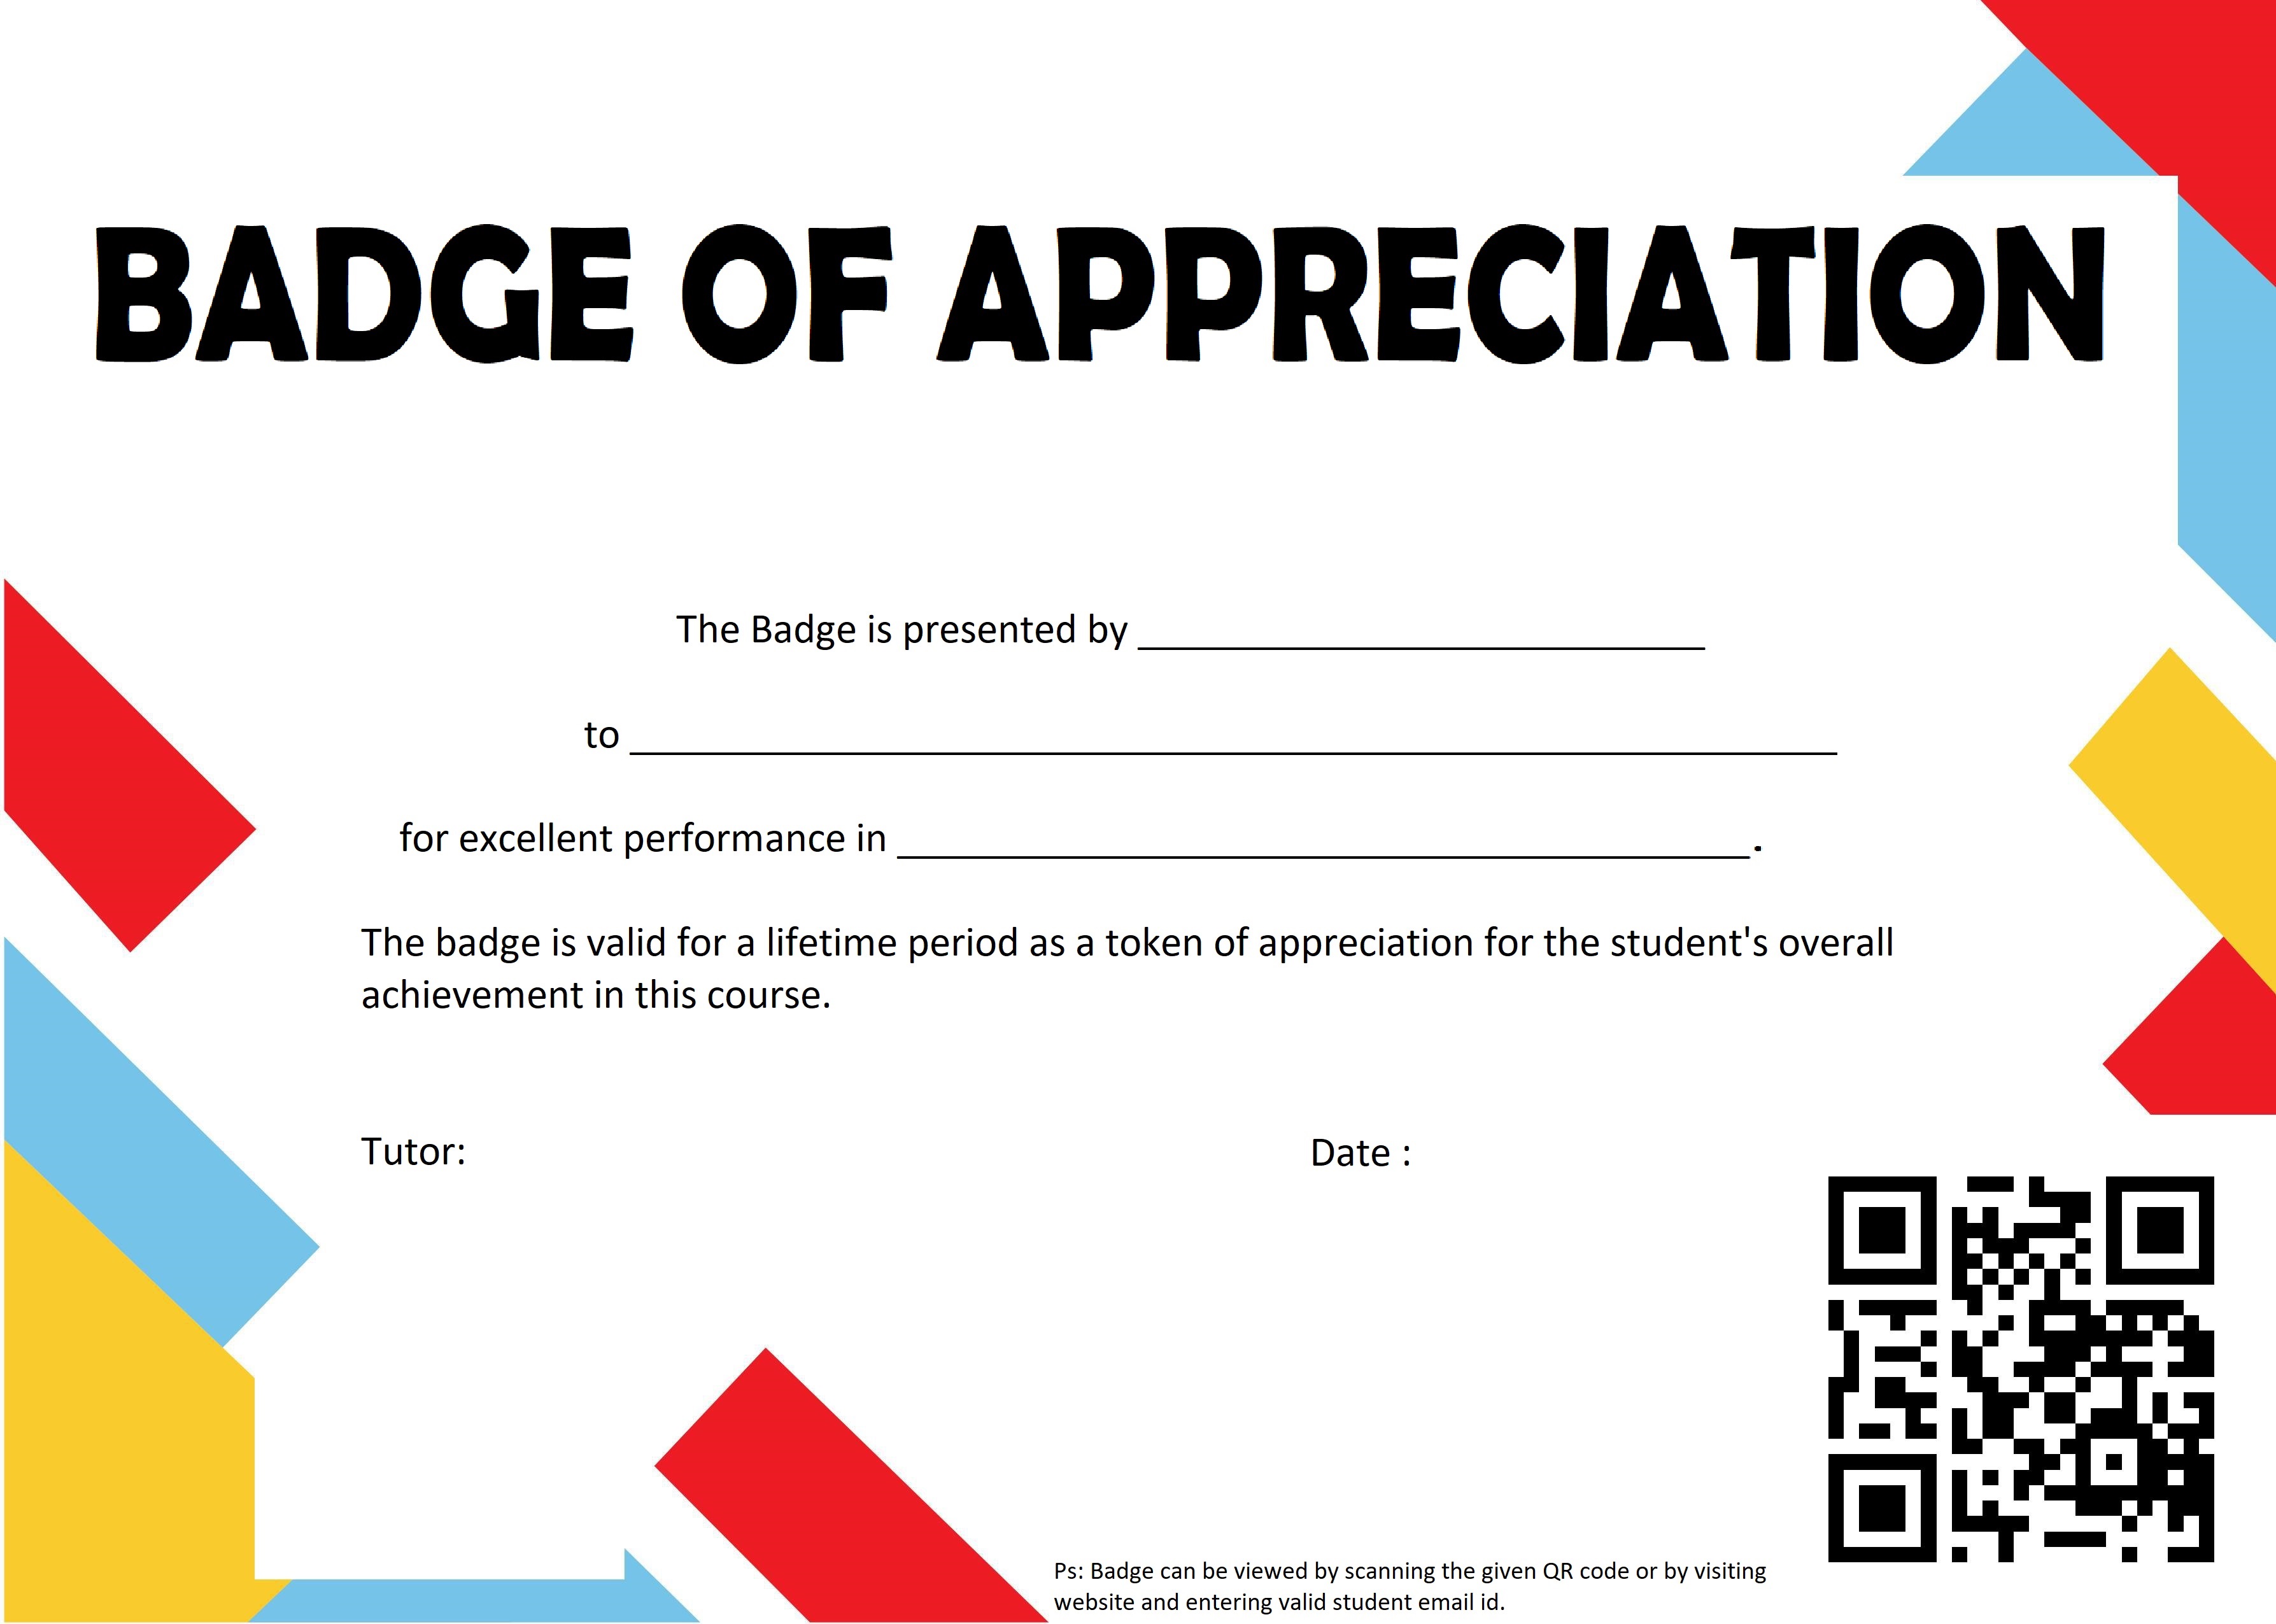 BADGE OF APPRECIATION
The Badge is presented by ___________________________
to ___________________________________________________________
for excellent performance in _________________________________________.
The badge is valid for a lifetime period as a token of appreciation for the student's overall
achievement in this course.
Tutor:
Date :
Ps: Badge can be viewed by scanning the given QR code or by visiting
website and entering valid student email id.